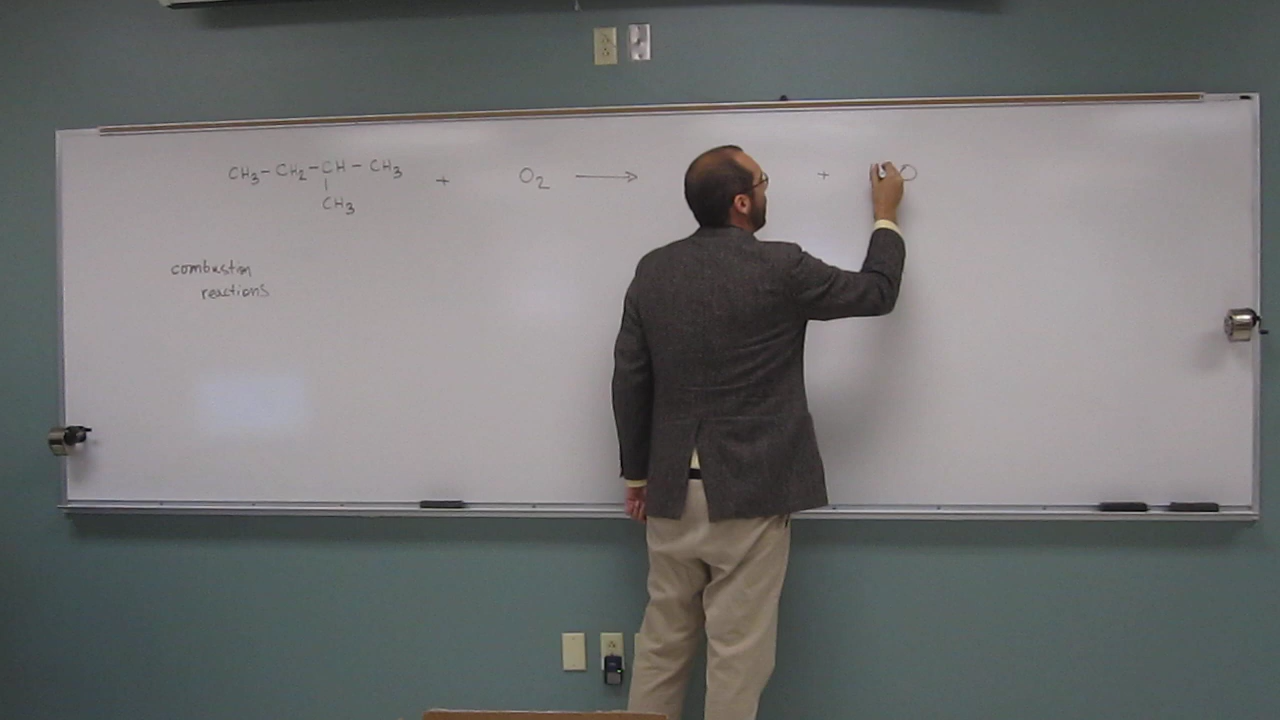 CH₃-CH₂-CH-CH₃ + O₂ → + O
|
CH₃
combustion
reactions